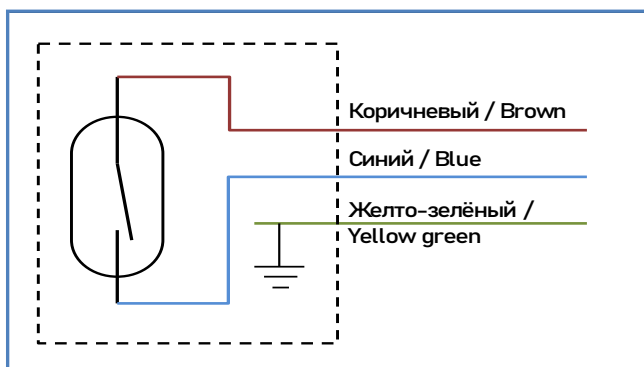 Коричневый / Brown
Синий / Blue
Желто-зелёный /
Yellow green